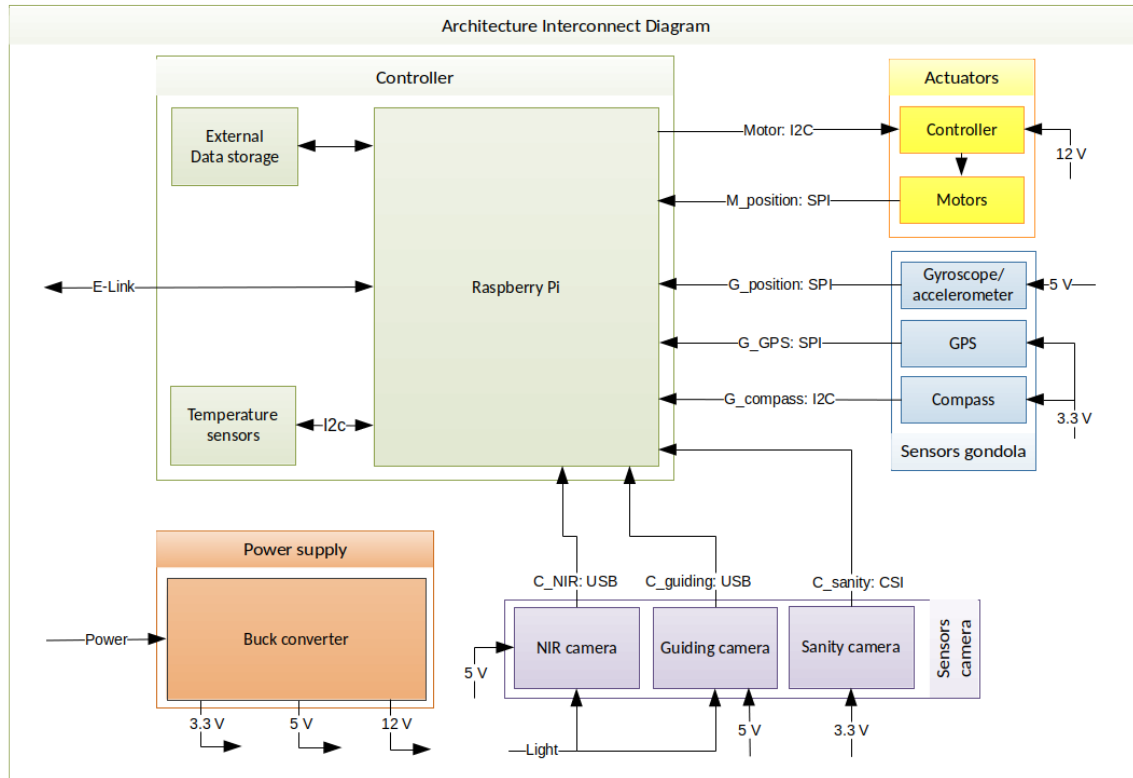 Architecture Interconnect Diagram
Controller
Actuators
External
Data storage
Motor: I2C
Controller
12 V
M_position: SPI
Motors
E-Link
Raspberry Pi
G_position: SPI
Gyroscope/
accelerometer
5 V
G_GPS: SPI
GPS
Temperature
sensors
I2c
G_compass: I2C
Compass
3.3 V
Sensors gondola
Power supply
C_NIR: USB
C_guiding: USB
C_sanity: CSI
Power
Buck converter
NIR camera
Guiding camera
Sanity camera
Sensors
camera
5 V
3.3 V
5 V
12 V
Light
5 V
3.3 V